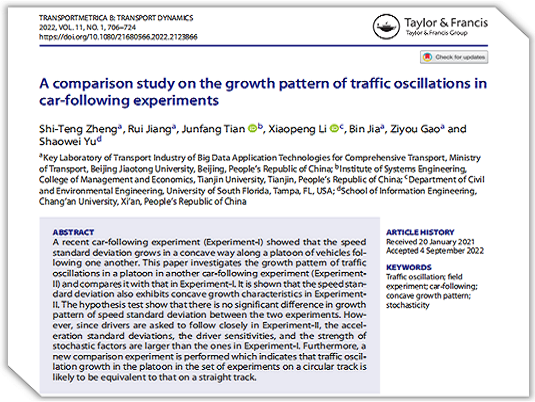 TRANSPORTMETRICA B: TRANSPORT DYNAMICS
2022, VOL. 11, NO. 1, 706–724
https://doi.org/10.1080/21680566.2022.2123866
Taylor & Francis
Taylor & Francis Group
Check for updates
A comparison study on the growth pattern of traffic oscillations in
car-following experiments
Shi-Teng Zhengª, Rui Jiangª, Junfang Tian ᵇ, Xiaopeng Li ᶜ, Bin Jiaª, Ziyou Gaoª and
Shaowei Yuᵈ
ªKey Laboratory of Transport Industry of Big Data Application Technologies for Comprehensive Transport, Ministry
of Transport, Beijing Jiaotong University, Beijing, People's Republic of China; ᵇInstitute of Systems Engineering,
College of Management and Economics, Tianjin University, Tianjin, People's Republic of China; ᶜDepartment of Civil
and Environmental Engineering, University of South Florida, Tampa, FL, USA; ᵈSchool of Information Engineering,
Chang'an University, Xi'an, People's Republic of China
ABSTRACT
A recent car-following experiment (Experiment-I) showed that the speed
standard deviation grows in a concave way along a platoon of vehicles fol-
lowing one another. This paper investigates the growth pattern of traffic
oscillations in a platoon in another car-following experiment (Experiment-
II) and compares it with that in Experiment-I. It is shown that the speed stan-
dard deviation also exhibits concave growth characteristics in Experiment-
II. The hypothesis test show that there is no significant difference in growth
pattern of speed standard deviation between the two experiments. How-
ever, since drivers are asked to follow closely in Experiment-II, the accel-
eration standard deviations, the driver sensitivities, and the strength of
stochastic factors are larger than the ones in Experiment-I. Furthermore, a
new comparison experiment is performed which indicates that traffic oscil-
lation growth in the platoon in the set of experiments on a circular track is
likely to be equivalent to that on a straight track.
ARTICLE HISTORY
Received 20 January 2021
Accepted 4 September 2022
KEYWORDS
Traffic oscillation; field
experiment; car-following;
concave growth pattern;
stochasticity